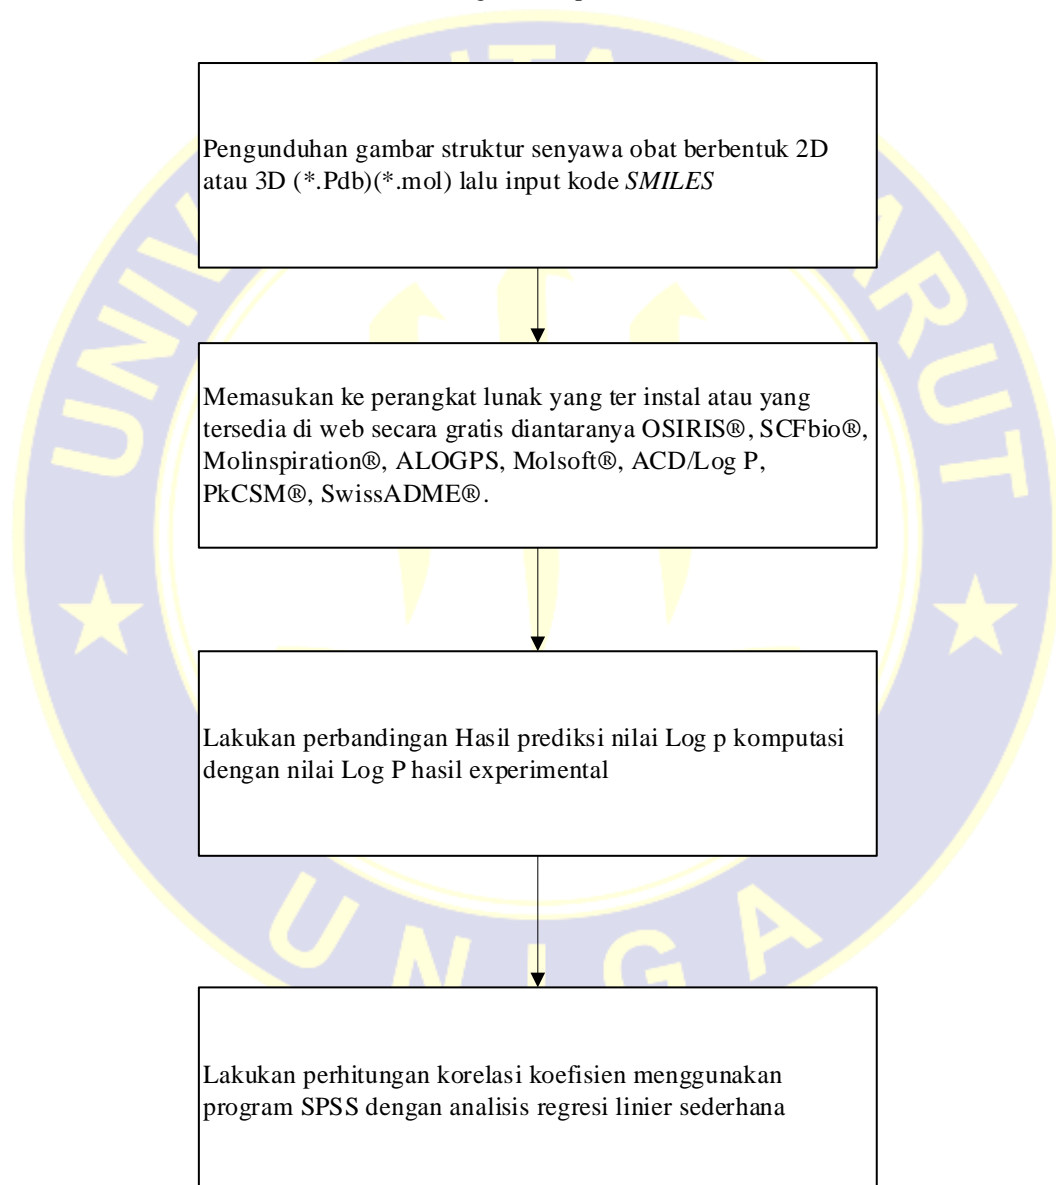 Pengunduhan gambar struktur senyawa obat berbentuk 2D
atau 3D (*.Pdb)(*.mol) lalu input kode SMILES
Memasukan ke perangkat lunak yang ter instal atau yang
tersedia di web secara gratis diantaranya OSIRIS®, SCFbio®,
Molinspiration®, ALOGPS, Molsoft®, ACD/Log P,
PkCSM®, SwissADME®.
Lakukan perbandingan Hasil prediksi nilai Log p komputasi
dengan nilai Log P hasil experimental
Lakukan perhitungan korelasi koefisien menggunakan
program SPSS dengan analisis regresi linier sederhana
UNIGA